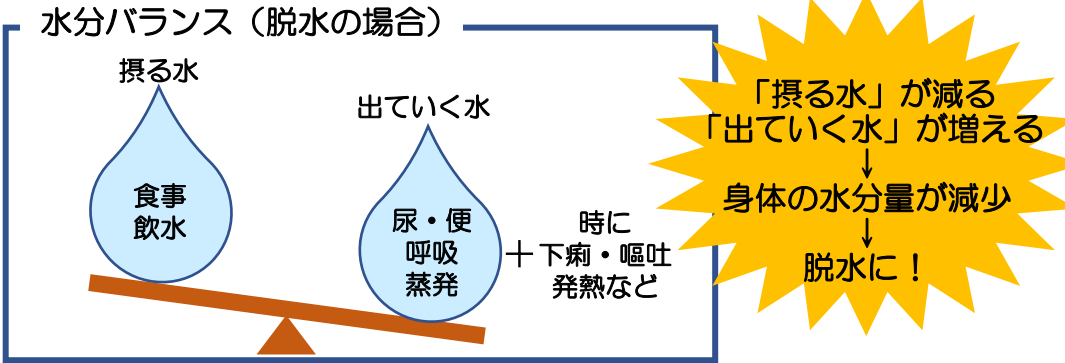 水分バランス（脱水の場合）
摂る水
食事
飲水
出ていく水
尿・便
呼吸
蒸発
＋
時に
下痢・嘔吐
発熱など
「摂る水」が減る
「出ていく水」が増える
↓
身体の水分量が減少
↓
脱水に！